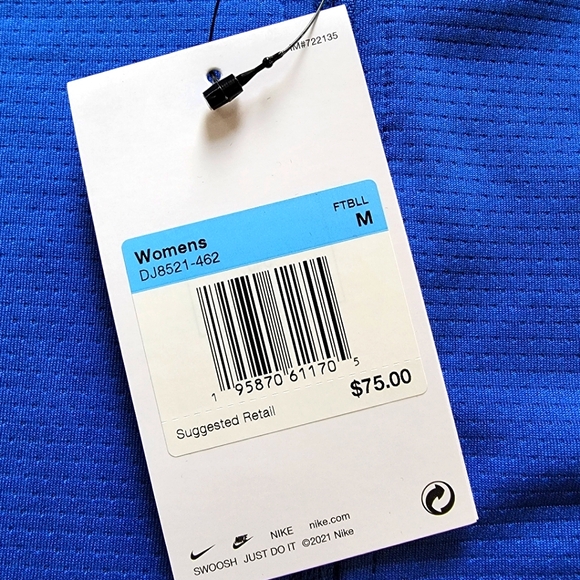 IM#722135
FTBLL
Womens M
DJ8521-462
1 95870 61170 5
$75.00
Suggested Retail
NIKE nike.com
SWOOSH JUST DO IT ©2021 Nike